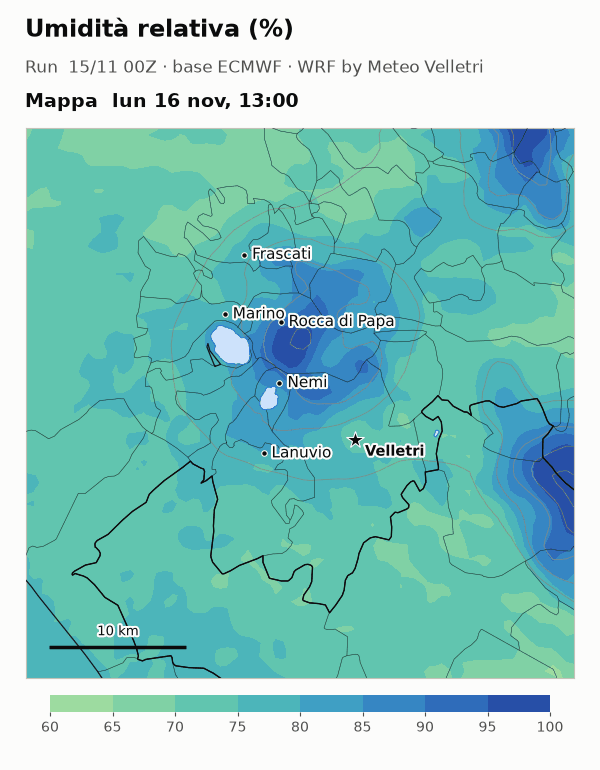 Umidità relativa (%)
Run  15/11 00Z · base ECMWF · WRF by Meteo Velletri
Mappa  lun 16 nov, 13:00
Frascati
Marino
Rocca di Papa
Nemi
Velletri
Lanuvio
10 km
60 65 70 75 80 85 90 95 100